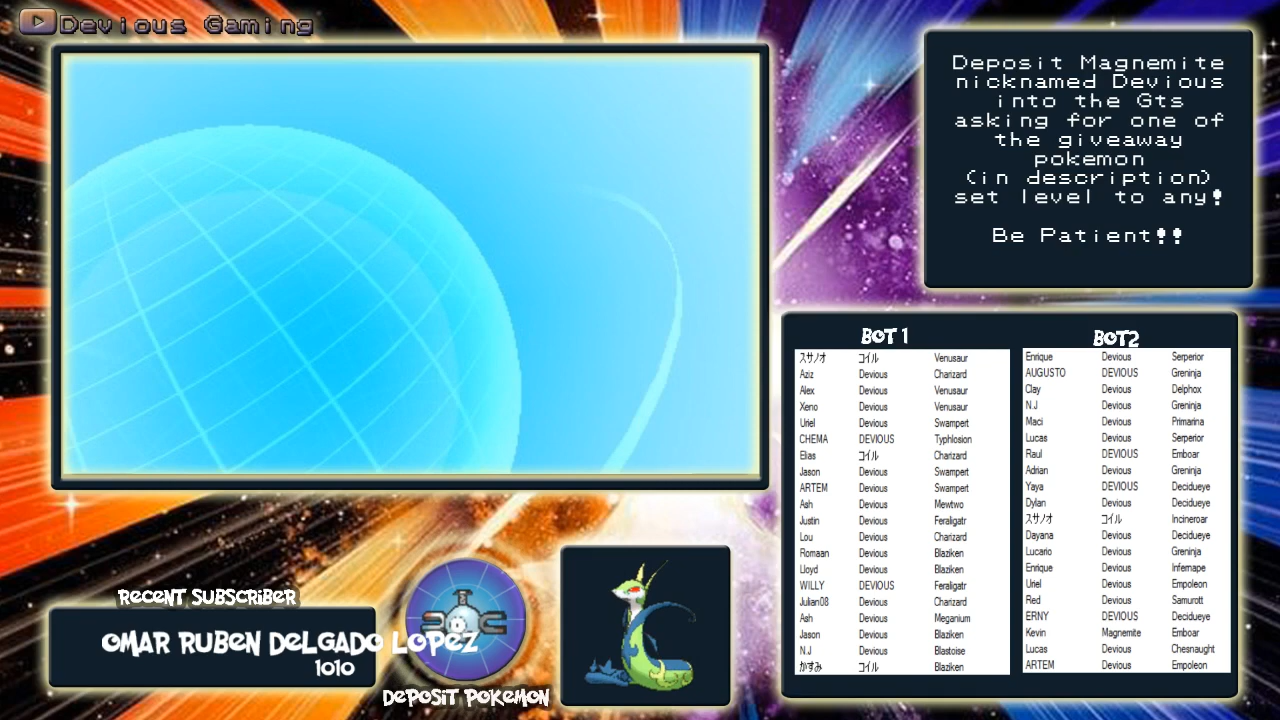 Devious Gaming
Deposit Magnemite
nicknamed Devious
into the Gts
asking for one of
the giveaway
pokemon
(in description)
set level to any!
Be Patient!!
BOT 1
スサノオ コイル Venusaur
Aziz Devious Charizard
Alex Devious Venusaur
Xeno Devious Venusaur
Uriel Devious Swampert
CHEMA DEVIOUS Typhlosion
Elias コイル Charizard
Jason Devious Swampert
ARTEM Devious Swampert
Ash Devious Mewtwo
Justin Devious Feraligatr
Lou Devious Charizard
Romaan Devious Blaziken
Lloyd Devious Blaziken
WILLY DEVIOUS Feraligatr
Julian08 Devious Charizard
Ash Devious Meganium
Jason Devious Blaziken
N.J Devious Blastoise
かすみ コイル Blaziken
BOT2
Enrique Devious Serperior
AUGUSTO DEVIOUS Greninja
Clay Devious Delphox
N.J Devious Greninja
Maci Devious Primarina
Lucas Devious Serperior
Raul DEVIOUS Emboar
Adrian Devious Greninja
Yaya DEVIOUS Decidueye
Dylan Devious Decidueye
スサノオ コイル Incineroar
Dayana Devious Decidueye
Lucario Devious Greninja
Enrique Devious Infernape
Uriel Devious Empoleon
Red Devious Samurott
ERNY DEVIOUS Decidueye
Kevin Magnemite Emboar
Lucas Devious Chesnaught
ARTEM Devious Empoleon
Recent Subscriber
Omar Ruben Delgado Lopez
1010
Deposit Pokemon